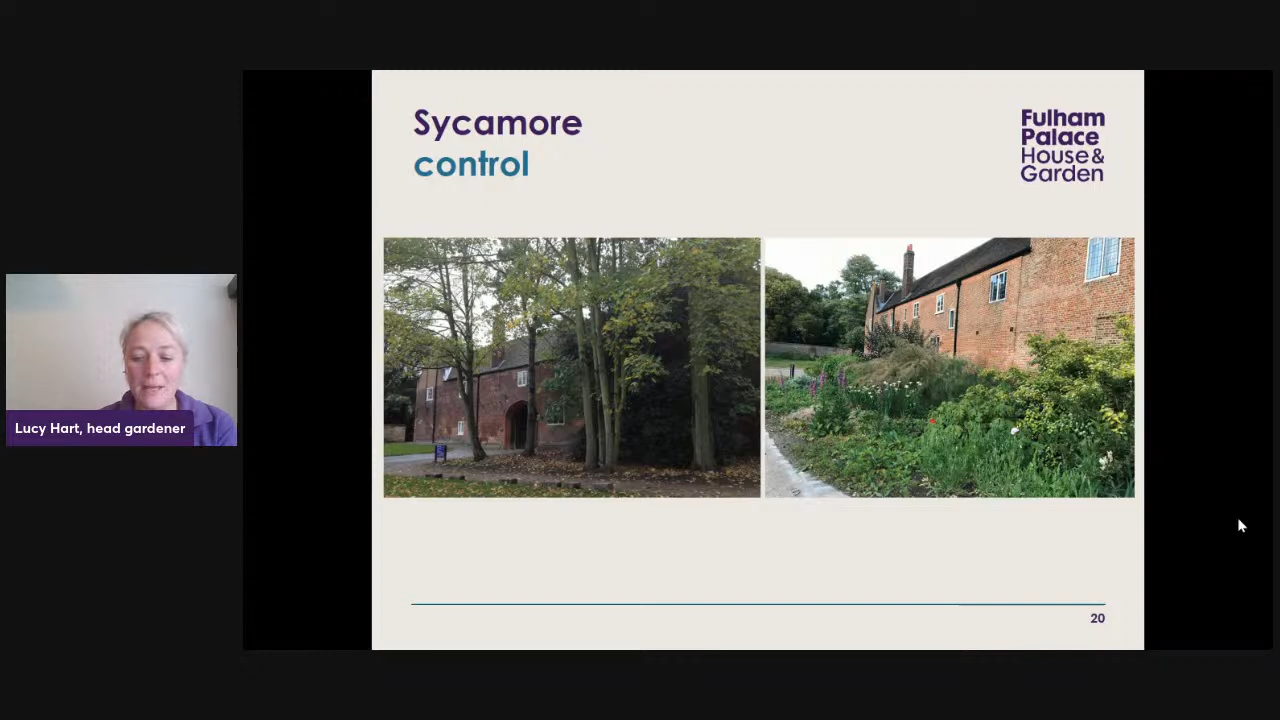 Sycamore
control
Fulham
Palace
House &
Garden
Lucy Hart, head gardener
20